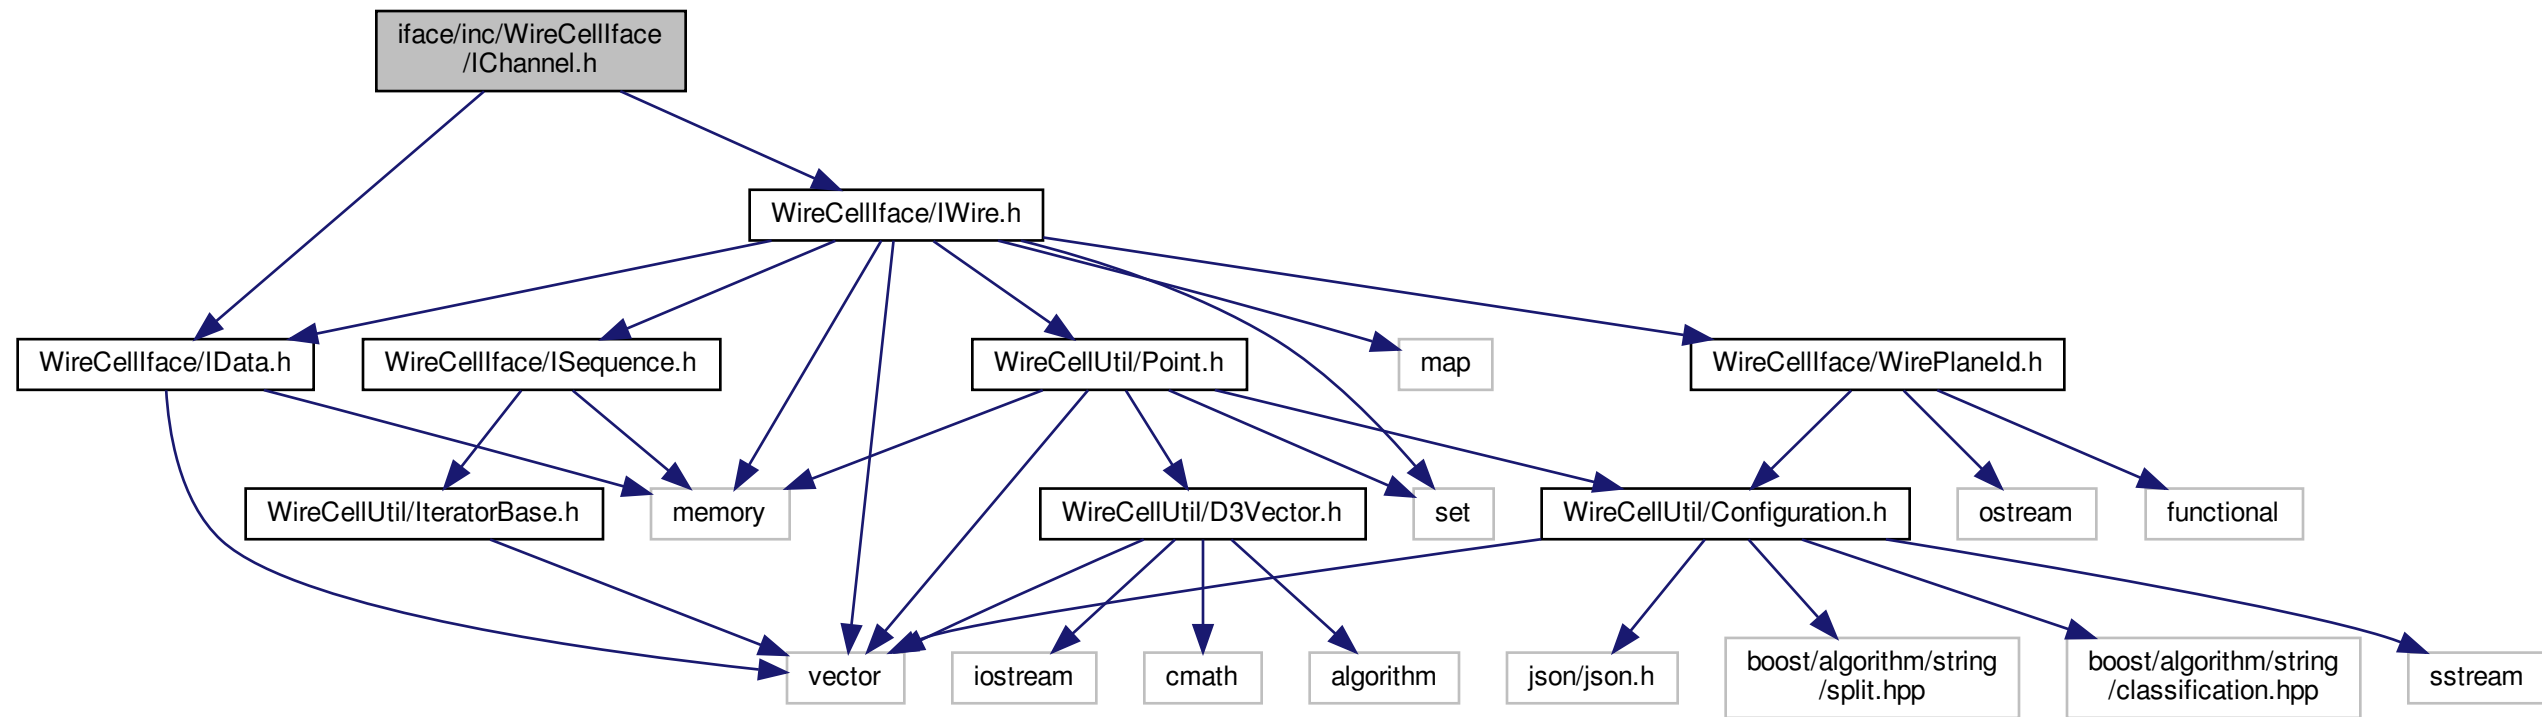 iface/inc/WireCellIface
/IChannel.h
WireCellIface/IWire.h
WireCellIface/IData.h
WireCellIface/ISequence.h
WireCellUtil/Point.h
map
WireCellIface/WirePlaneId.h
WireCellUtil/IteratorBase.h
memory
WireCellUtil/D3Vector.h
set
WireCellUtil/Configuration.h
ostream
functional
vector
iostream
cmath
algorithm
json/json.h
boost/algorithm/string
/split.hpp
boost/algorithm/string
/classification.hpp
sstream